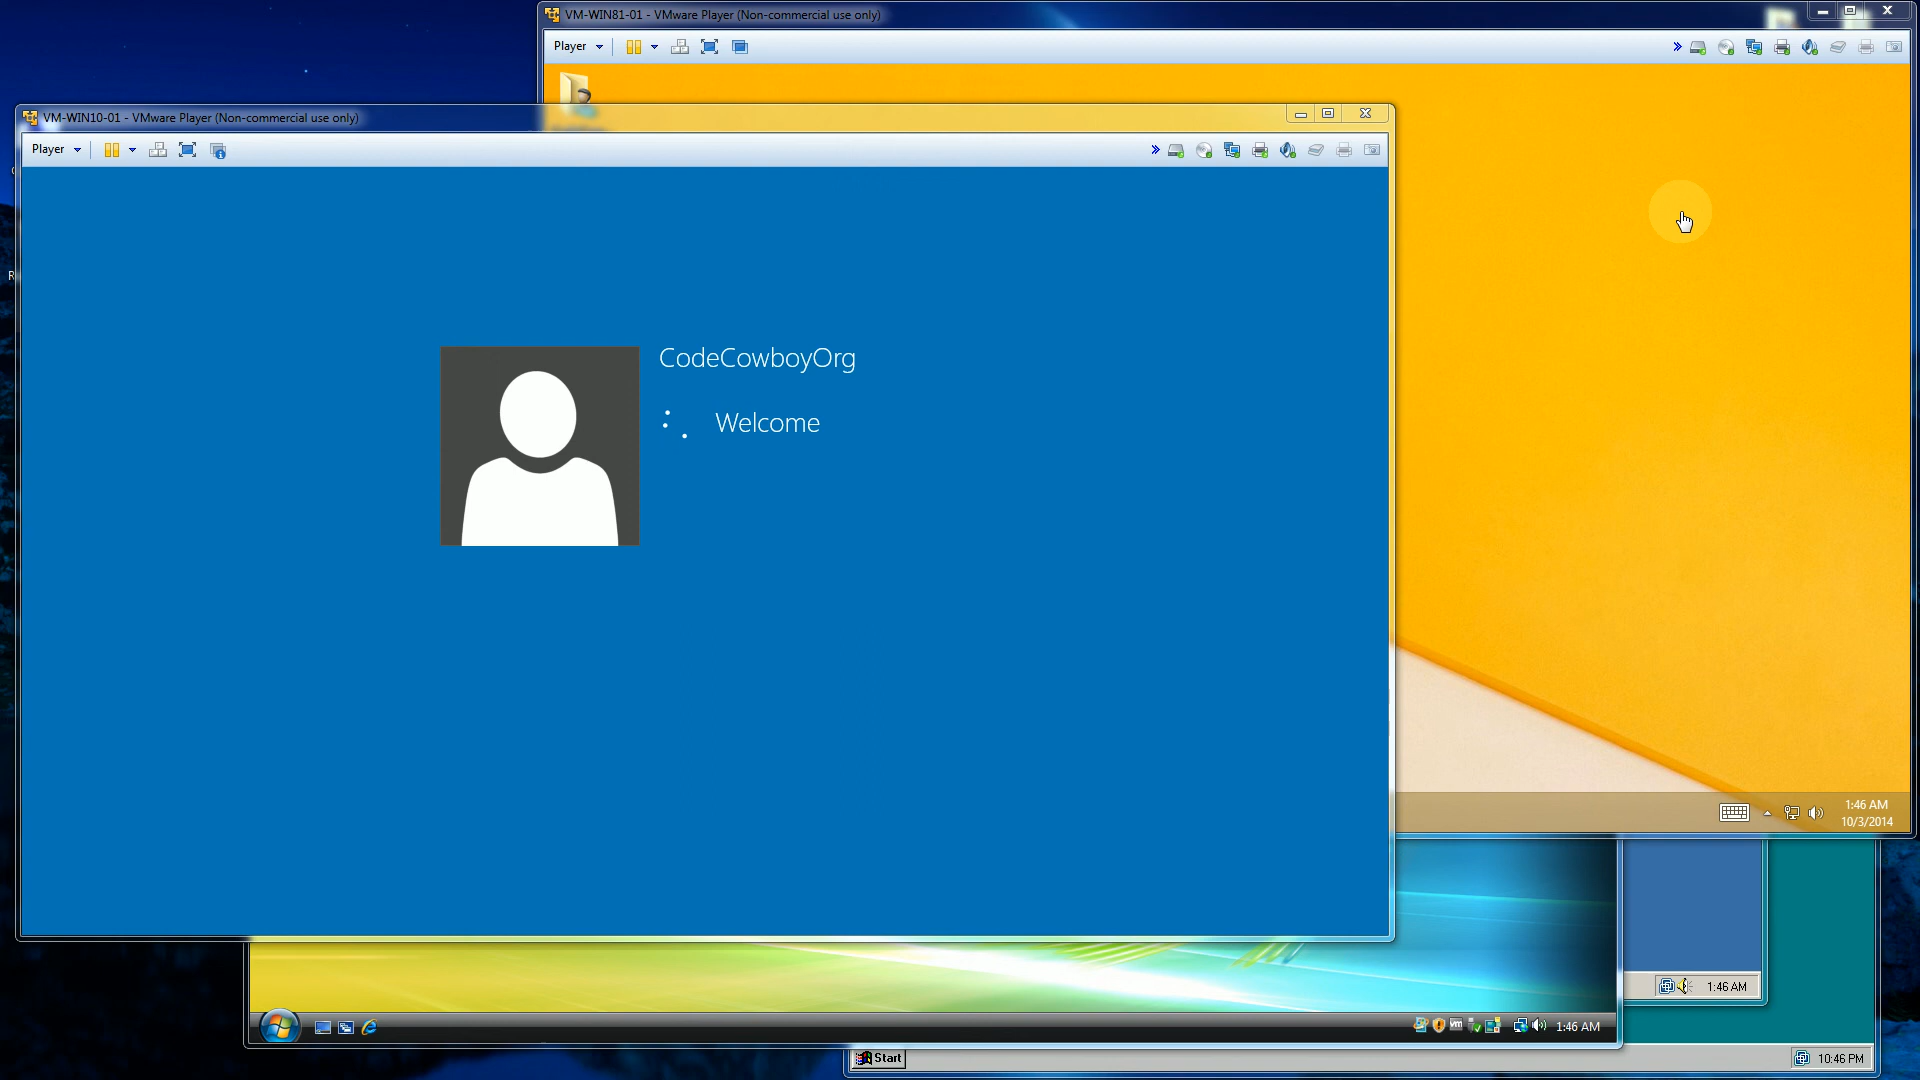 VM-WIN81-01 - VMware Player (Non-commercial use only)
Player
VM-WIN10-01 - VMware Player (Non-commercial use only)
Player
CodeCowboyOrg
Welcome
1:46 AM
10/3/2014
1:46 AM
1:46 AM
Start
10:46 PM